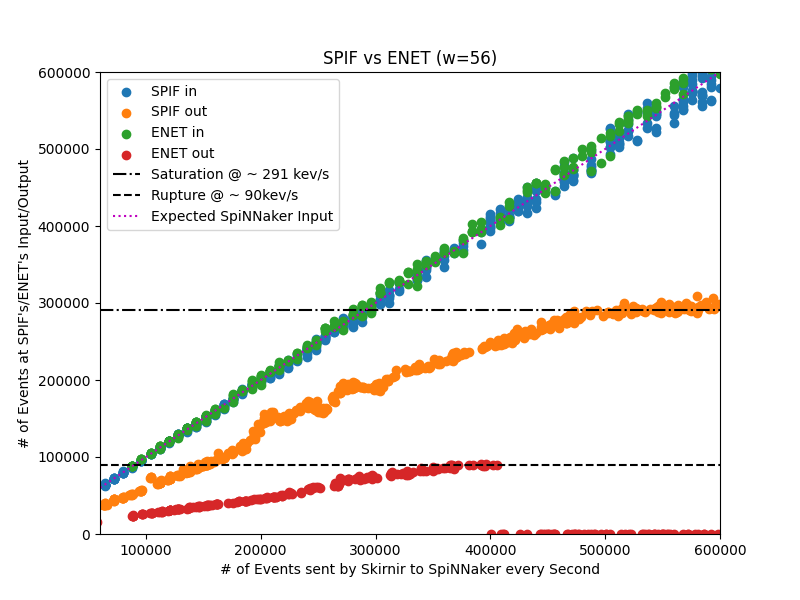 SPIF vs ENET (w=56)
600000
500000
400000
300000
200000
100000
0
# of Events at SPIF's/ENET's Input/Output
SPIF in
SPIF out
ENET in
ENET out
Saturation @ ~ 291 kev/s
Rupture @ ~ 90kev/s
Expected SpiNNaker Input
100000 200000 300000 400000 500000 600000
# of Events sent by Skirnir to SpiNNaker every Second